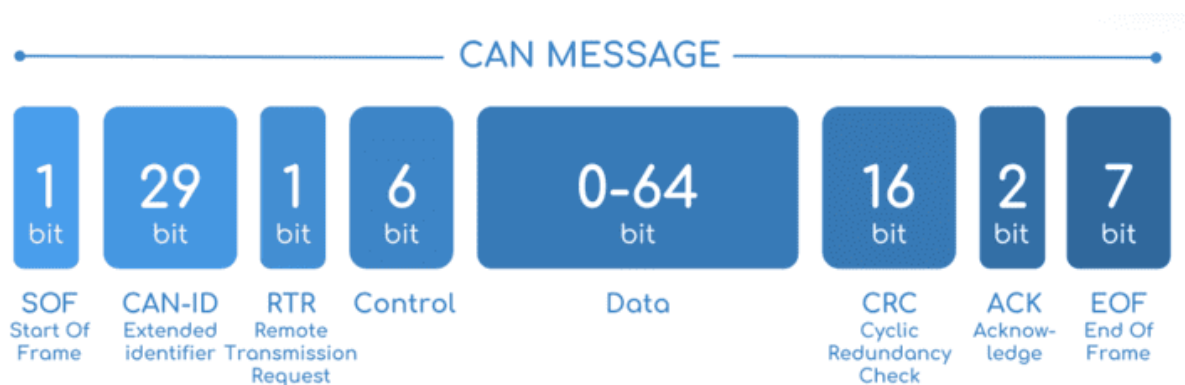 CAN MESSAGE
1 29 1 6 0-64 16 2 7
bit bit bit bit bit bit bit bit
SOF CAN-ID RTR Control Data CRC ACK EOF
Start Of Extended Remote Cyclic Acknow- End Of
Frame identifier Transmission Redundancy ledge Frame
Request Check